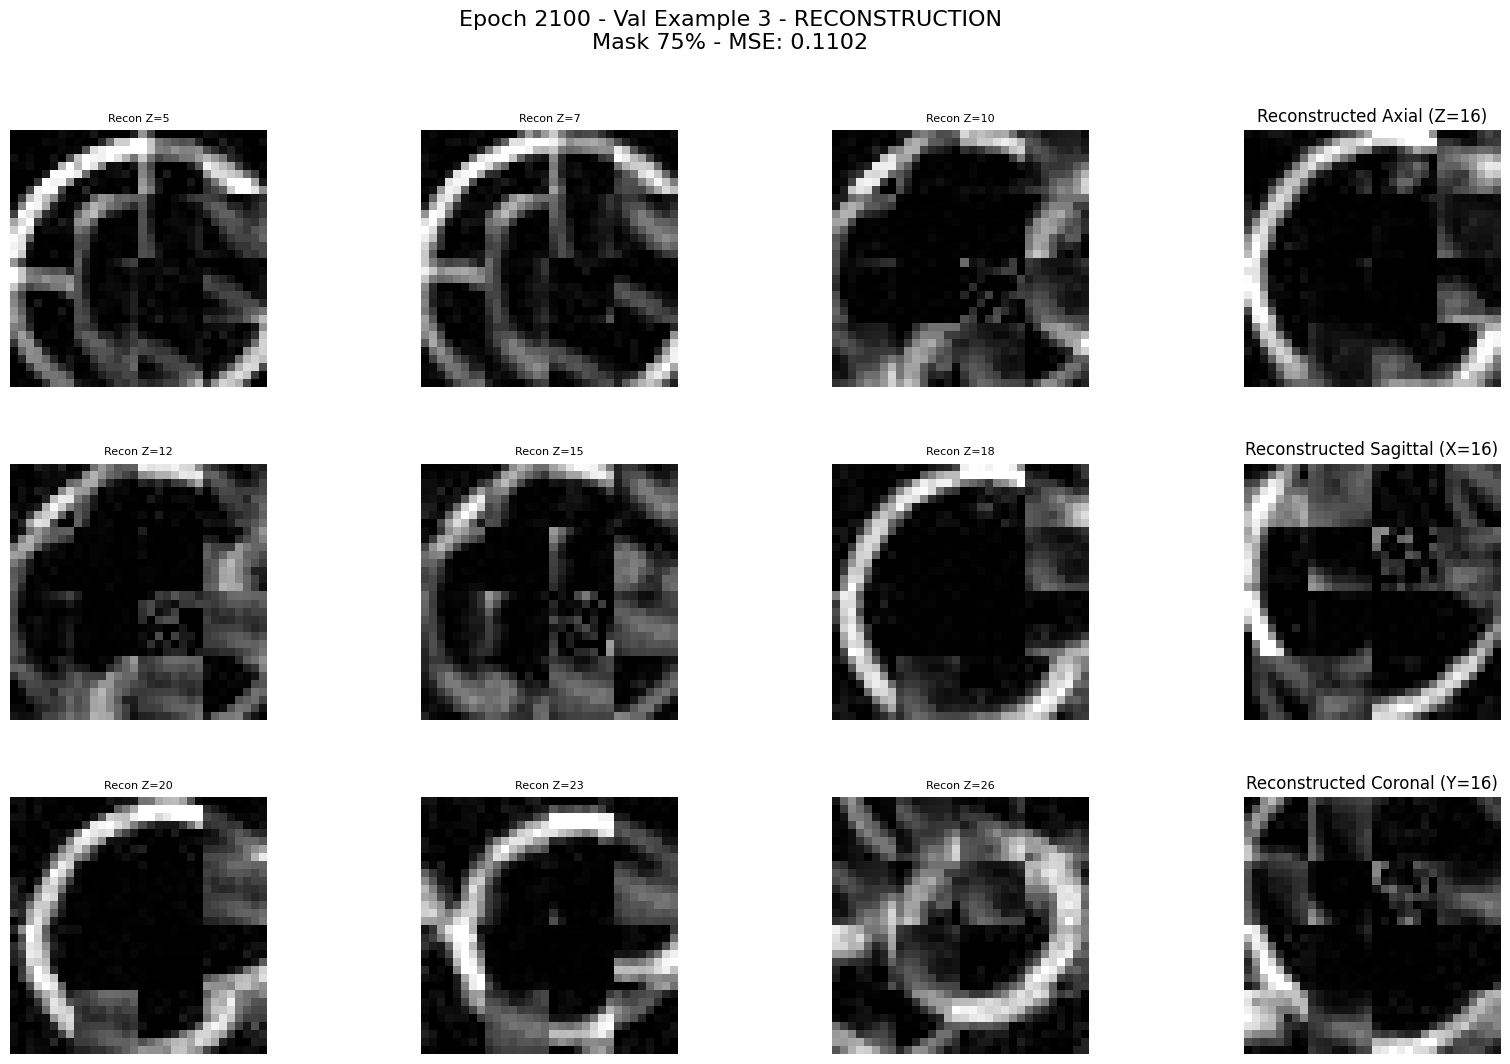 Epoch 2100 - Val Example 3 - RECONSTRUCTION
Mask 75% - MSE: 0.1102
Recon Z=5
Recon Z=7
Recon Z=10
Reconstructed Axial (Z=16)
Recon Z=12
Recon Z=15
Recon Z=18
Reconstructed Sagittal (X=16)
Recon Z=20
Recon Z=23
Recon Z=26
Reconstructed Coronal (Y=16)